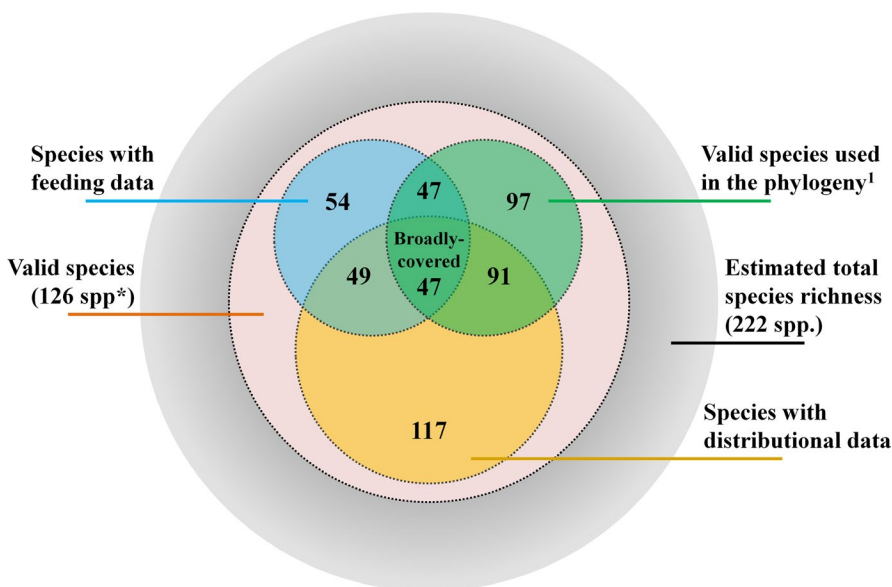 Species with
feeding data
Valid species
(126 spp*)
54
47
97
Broadly-
covered
47
49
91
117
Valid species used
in the phylogeny¹
Estimated total
species richness
(222 spp.)
Species with
distributional data